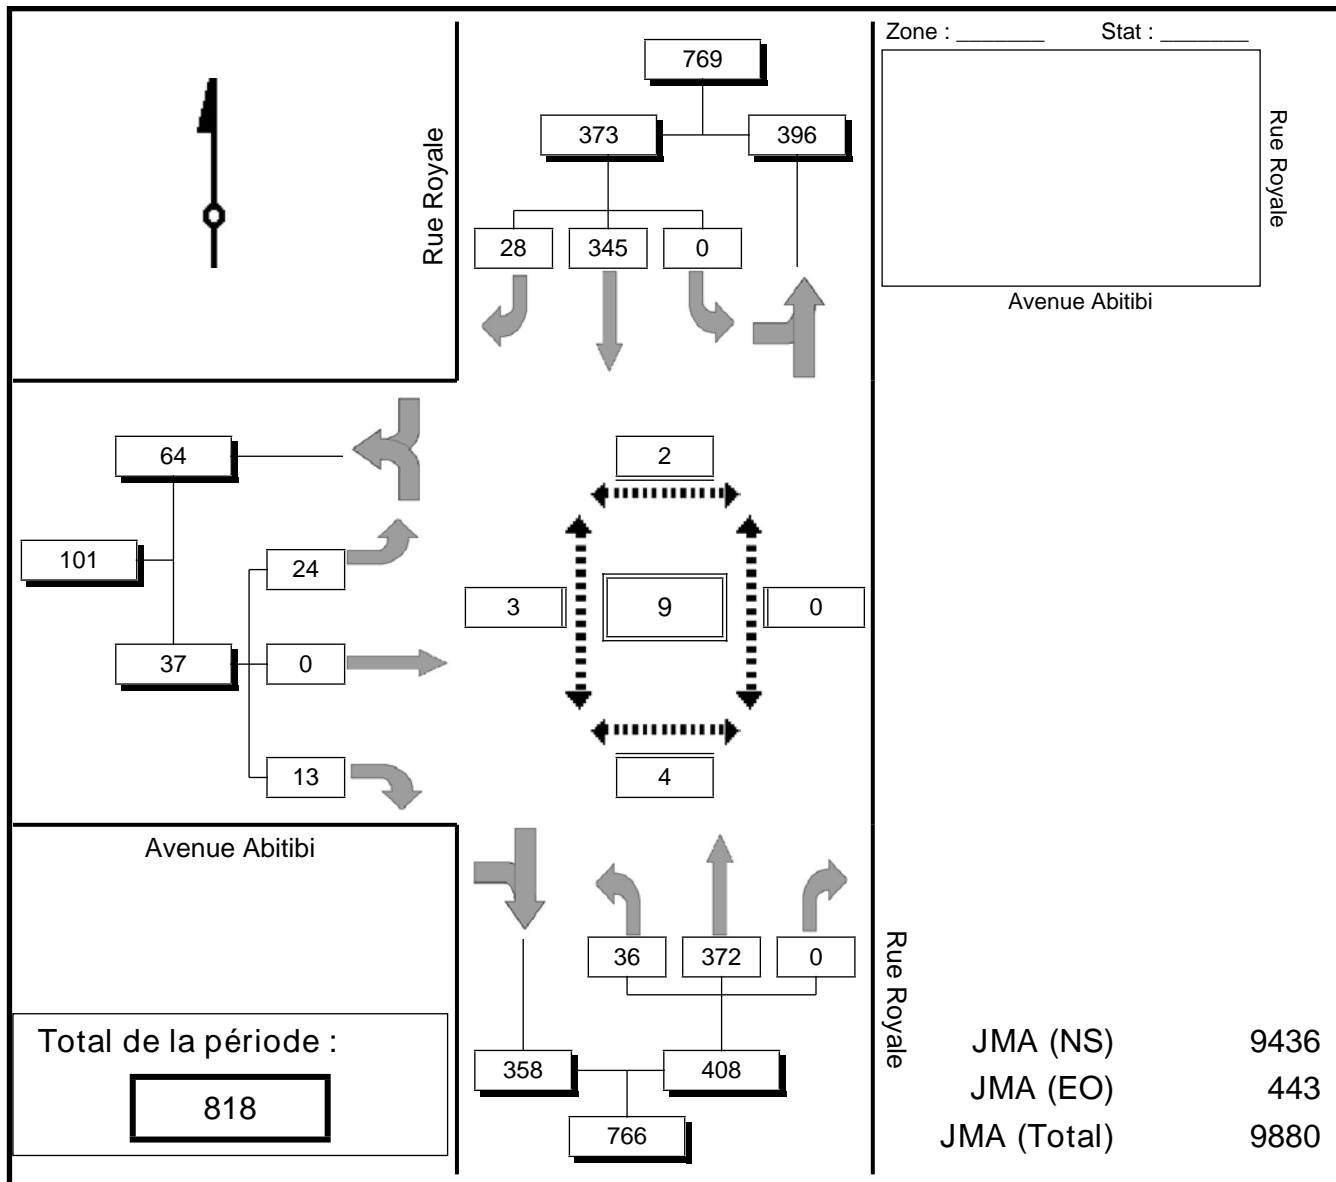 Zone : _______ Stat : _______
769
373 396
28 345 0
Rue Royale
Rue Royale
Avenue Abitibi
64
101
24
37 0
13
2
3 9 0
4
Avenue Abitibi
36 372 0
358 408
766
Rue Royale
Total de la période :
818
JMA (NS) 9436
JMA (EO) 443
JMA (Total) 9880